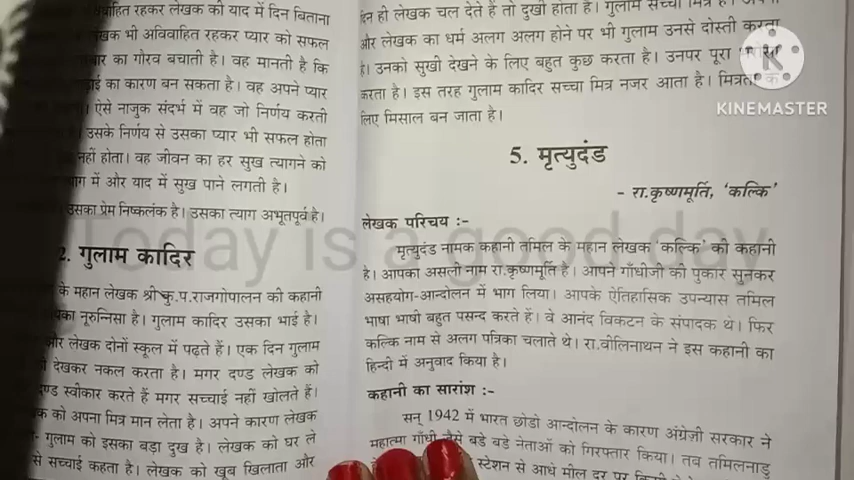 वाहित रहकर लेखक की याद में दिन बिताना
भी अविवाहित रहकर प्यार को सफल
का गौरव बचाती है। वह मानती है कि
का कारण बन सकता है। वह अपने प्यार
ऐसे नाजुक संदर्भ में वह जो निर्णय करती
उसके निर्णय से उसका प्यार भी सफल होता
नहीं होता। वह जीवन का हर सुख त्यागने को
में और याद में सुख पाने लगती है।
उसका प्रेम निष्कलंक है। उसका त्याग अभूतपूर्व है।
2. गुलाम कादिर
के महान लेखक श्री कु.प.राजगोपालन की कहानी
नूरुन्निसा है। गुलाम कादिर उसका भाई है।
और लेखक दोनों स्कूल में पढ़ते हैं। एक दिन गुलाम
देखकर नकल करता है। मगर दण्ड लेखक को
दण्ड स्वीकार करते हैं मगर सच्चाई नहीं खोलते हैं।
को अपना मित्र मान लेता है। अपने कारण लेखक
गुलाम को इसका बड़ा दुख है। लेखक को घर ले
से सच्चाई कहता है। लेखक को खूब खिलाता और
दिन ही लेखक चल देते हैं तो दुखी होता है। गुलाम सच्चा मित्र है।
और लेखक का धर्म अलग अलग होने पर भी गुलाम उनसे दोस्ती करता
है। उनको सुखी देखने के लिए बहुत कुछ करता है। उनपर पूरा
करता है। इस तरह गुलाम कादिर सच्चा मित्र नजर आता है।
लिए मिसाल बन जाता है।
5. मृत्युदंड
- रा.कृष्णमूर्ति, 'कल्कि'
लेखक परिचय :-
मृत्युदंड नामक कहानी तमिल के महान लेखक 'कल्कि' की कहानी
है। आपका असली नाम रा.कृष्णमूर्ति है। आपने गाँधीजी की पुकार सुनकर
असहयोग-आन्दोलन में भाग लिया। आपके ऐतिहासिक उपन्यास तमिल
भाषा भाषी बहुत पसन्द करते हैं। वे आनंद विकटन के संपादक थे। फिर
कल्कि नाम से अलग पत्रिका चलाते थे। रा.वीलिनाथन ने इस कहानी का
हिन्दी में अनुवाद किया है।
कहानी का सारांश :-
सन् 1942 में भारत छोडो आन्दोलन के कारण अंग्रेज़ी सरकार ने
महात्मा गाँधी जैसे बडे बडे नेताओं को गिरफ्तार किया। तब तमिलनाडु
स्टेशन से आधे मील दूर पर
KINEMASTER
Today is a good day